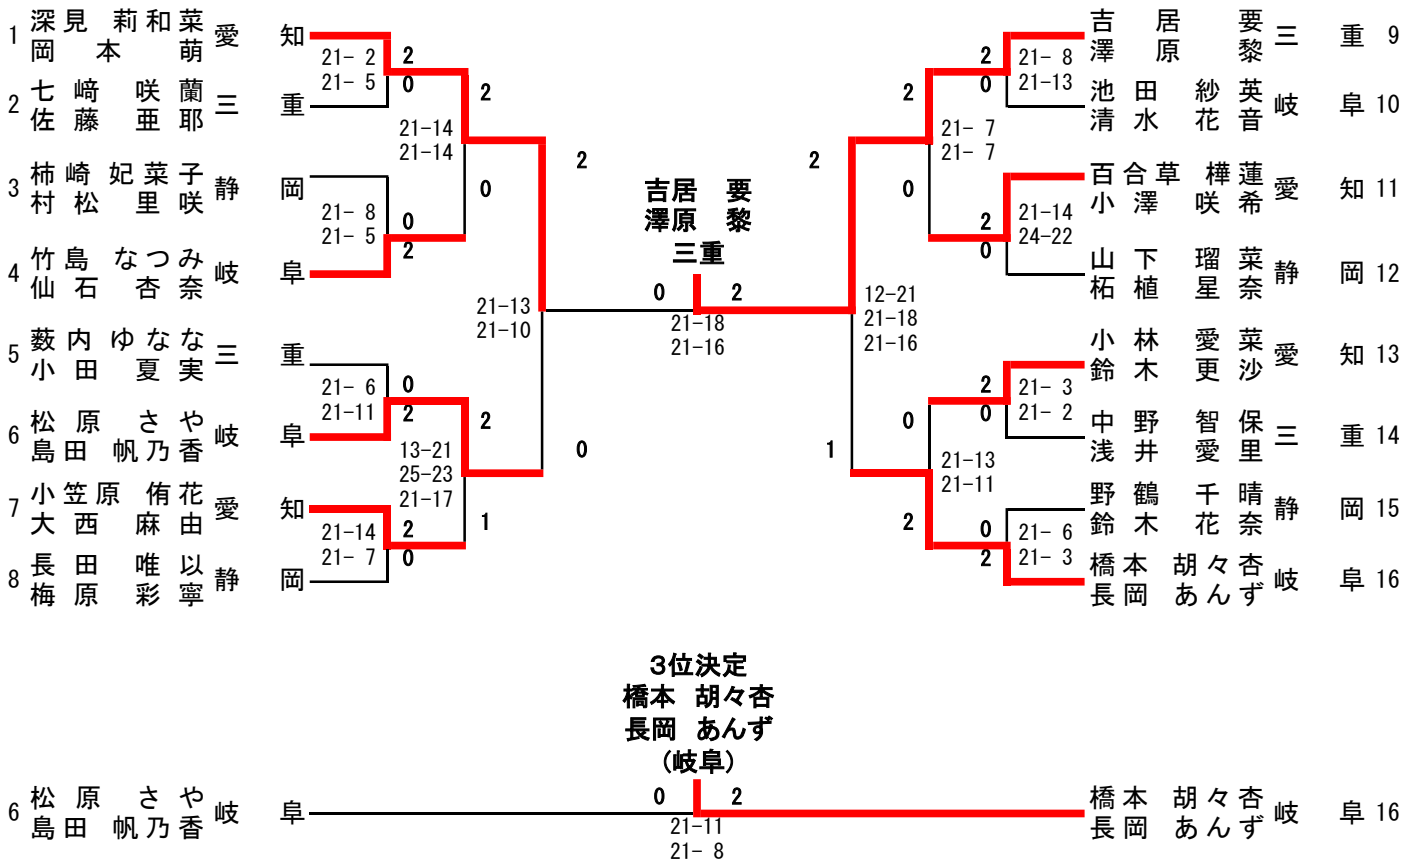 1 深見 莉和菜 愛 知
岡本 萌
21- 2
21- 5
2
0
2 七﨑 咲蘭 三 重
佐藤 亜耶
21-14
21-14
2
0
3 柿崎 妃菜子 静 岡
村松 里咲
21- 8
21- 5
0
2
4 竹島 なつみ 岐 阜
仙石 杏奈
21-13
21-10
2
0
5 薮内 ゆなな 三 重
小田 夏実
21- 6
21-11
0
2
6 松原 さや 岐 阜
島田 帆乃香
13-21
25-23
21-17
2
1
7 小笠原 侑花 愛 知
大西 麻由
21-14
21- 7
2
0
8 長田 唯以 静 岡
梅原 彩寧
吉居 要
澤原 黎
三重
0 2
21-18
21-16
吉居 要 三 重 9
澤原 黎
2
0
21- 8
21-13
池田 紗英 岐 阜 10
清水 花音
2
0
21- 7
21- 7
百合草 樺蓮 愛 知 11
小澤 咲希
2
0
21-14
24-22
山下 瑠菜 静 岡 12
柘植 星奈
2
1
12-21
21-18
21-16
小林 愛菜 愛 知 13
鈴木 更沙
2
0
21- 3
21- 2
中野 智保 三 重 14
浅井 愛里
0
2
21-13
21-11
野鶴 千晴 静 岡 15
鈴木 花奈
0
2
21- 6
21- 3
橋本 胡々杏 岐 阜 16
長岡 あんず
3位決定
橋本 胡々杏
長岡 あんず
(岐阜)
6 松原 さや 岐 阜
島田 帆乃香
0 2
21-11
21- 8
橋本 胡々杏 岐 阜 16
長岡 あんず